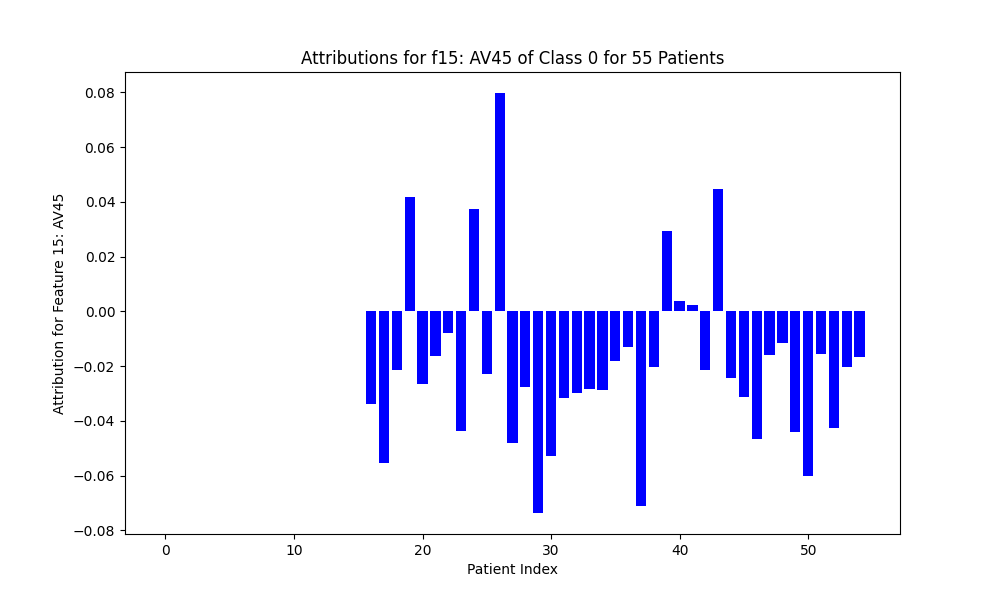 Attributions for f15: AV45 of Class 0 for 55 Patients
Attribution for Feature 15: AV45
0.08
0.06
0.04
0.02
0.00
−0.02
−0.04
−0.06
−0.08
0 10 20 30 40 50
Patient Index